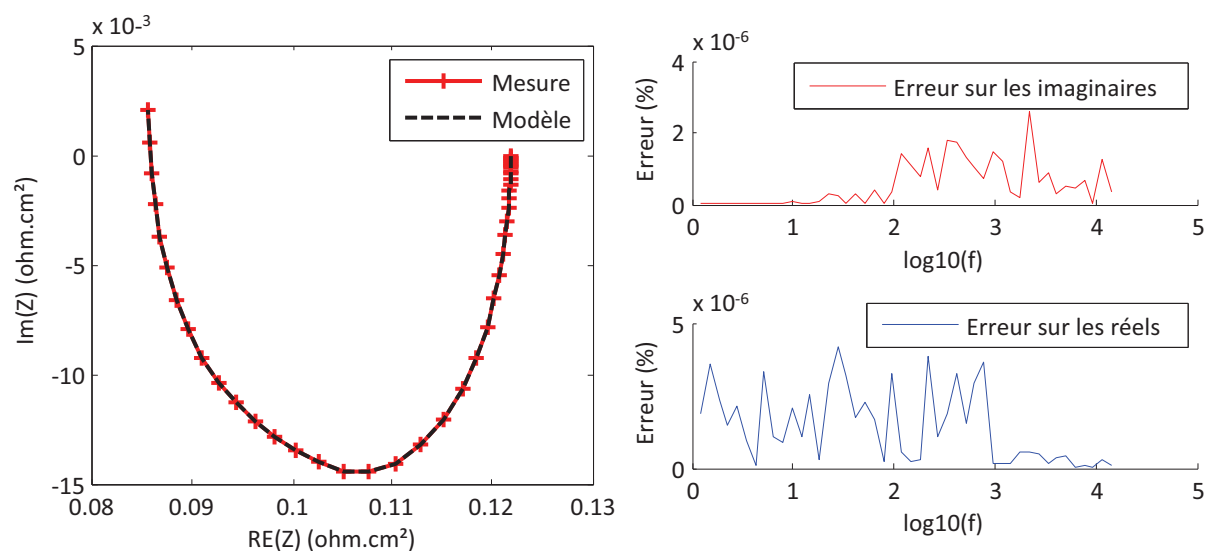 x 10⁻³
5
0
-5
-10
-15
0.08
0.09
0.1
0.11
0.12
0.13
Im(Z) (ohm.cm²)
RE(Z) (ohm.cm²)
Mesure
Modèle
x 10⁻⁶
4
2
0
0
1
2
3
4
5
Erreur (%)
log10(f)
Erreur sur les imaginaires
x 10⁻⁶
5
0
0
1
2
3
4
5
Erreur (%)
log10(f)
Erreur sur les réels